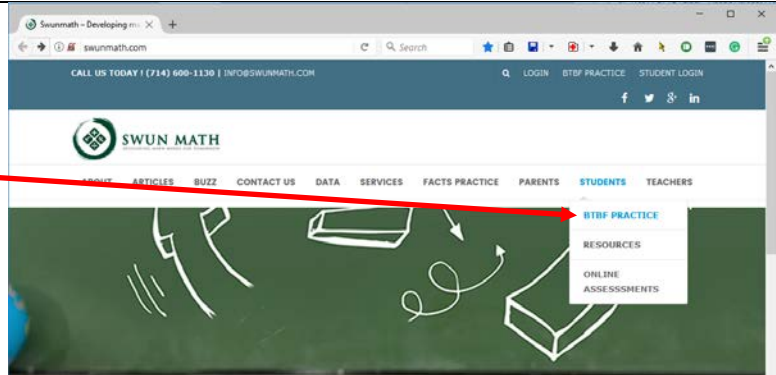 Swunmath – Developing m
swunmath.com
Search
CALL US TODAY ! (714) 600-1130 | INFO@SWUNMATH.COM
LOGIN BTBF PRACTICE STUDENT LOGIN
SWUN MATH
ABOUT ARTICLES BUZZ CONTACT US DATA SERVICES FACTS PRACTICE PARENTS STUDENTS TEACHERS
BTBF PRACTICE
RESOURCES
ONLINE
ASSESSSMENTS